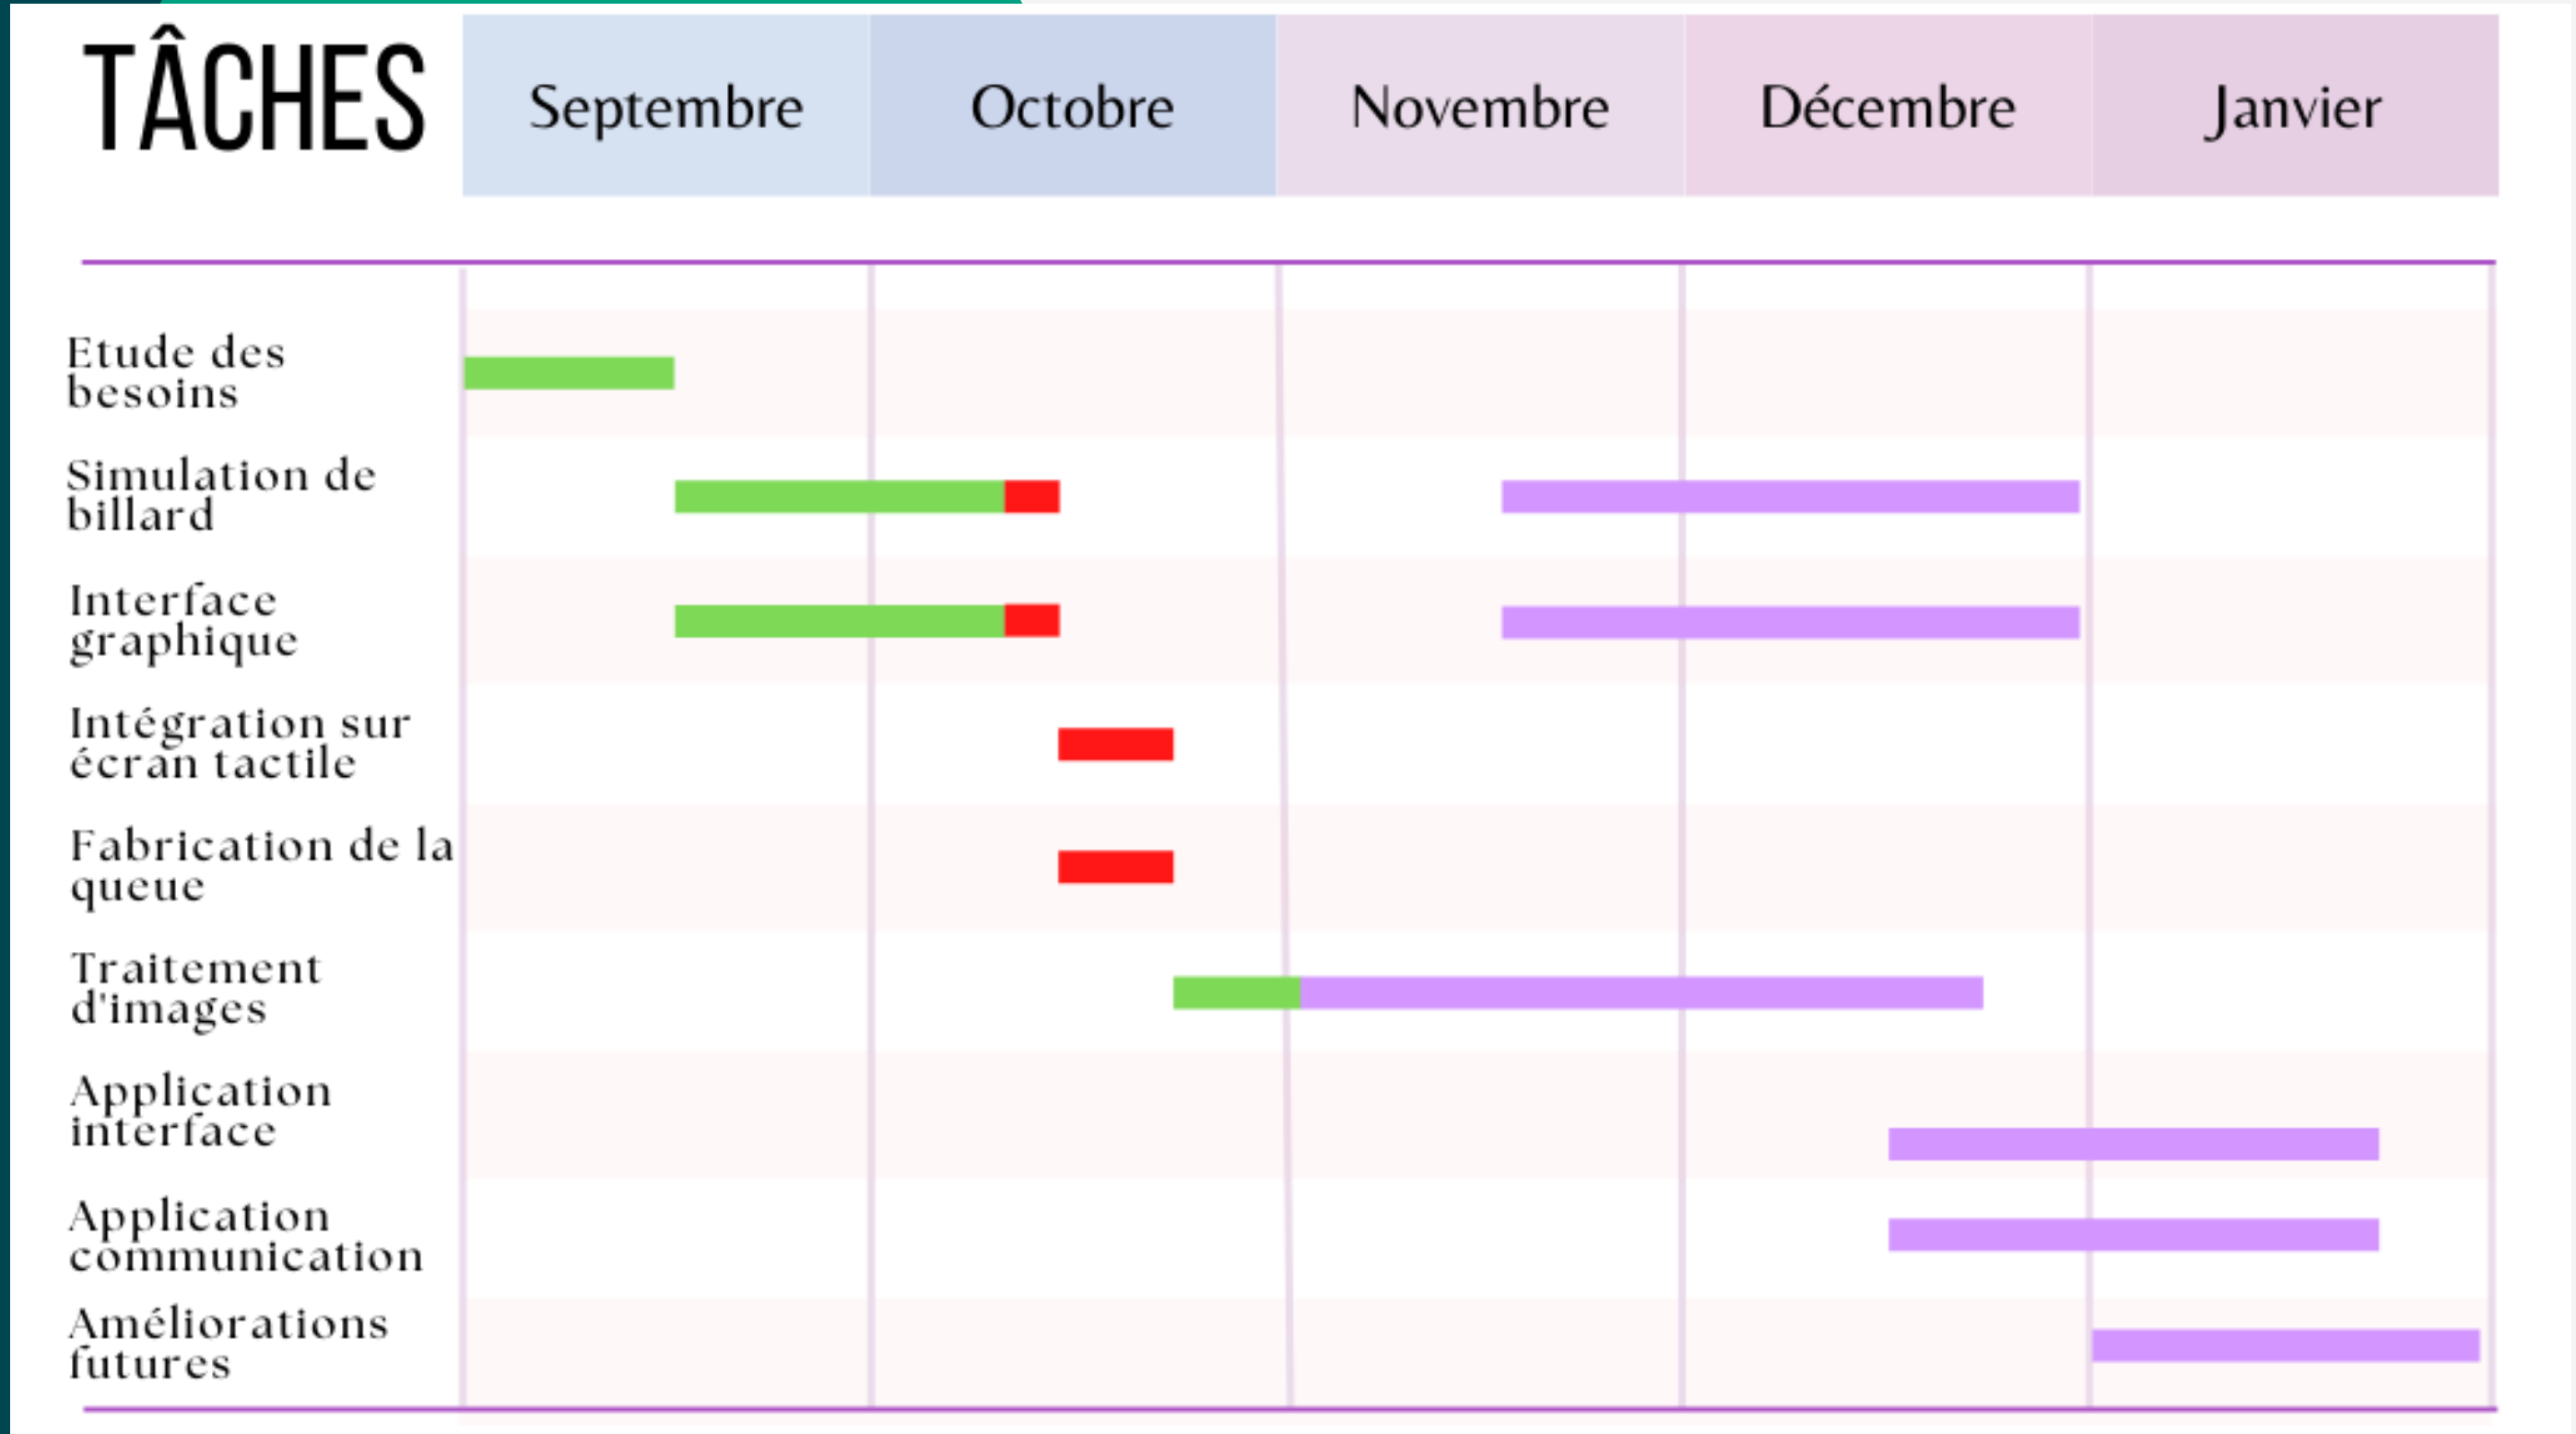 TÂCHES
Septembre
Octobre
Novembre
Décembre
Janvier
Etude des
besoins
Simulation de
billard
Interface
graphique
Intégration sur
écran tactile
Fabrication de la
queue
Traitement
d'images
Application
interface
Application
communication
Améliorations
futures